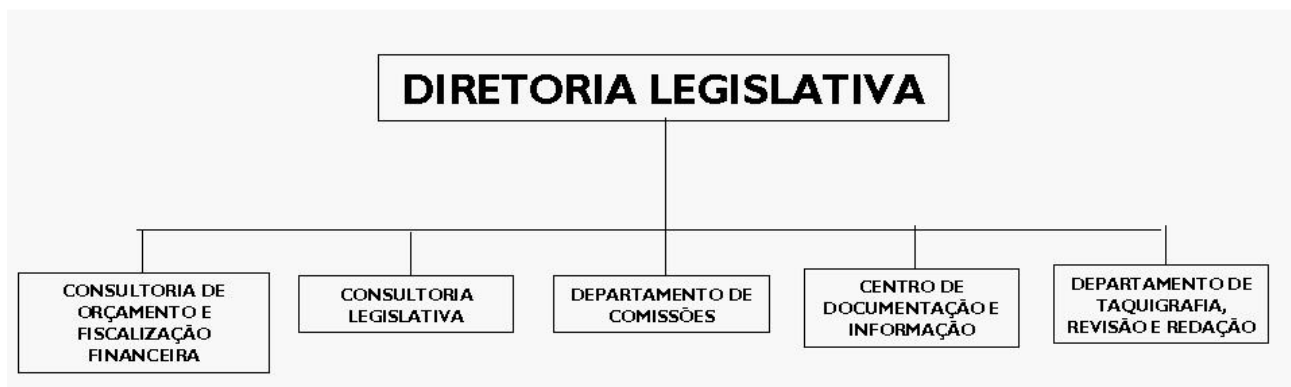 DIRETORIA LEGISLATIVA
CONSULTORIA DE
ORÇAMENTO E
FISCALIZAÇÃO
FINANCEIRA
CONSULTORIA
LEGISLATIVA
DEPARTAMENTO DE
COMISSÕES
CENTRO DE
DOCUMENTAÇÃO E
INFORMAÇÃO
DEPARTAMENTO DE
TAQUIGRAFIA,
REVISÃO E REDAÇÃO